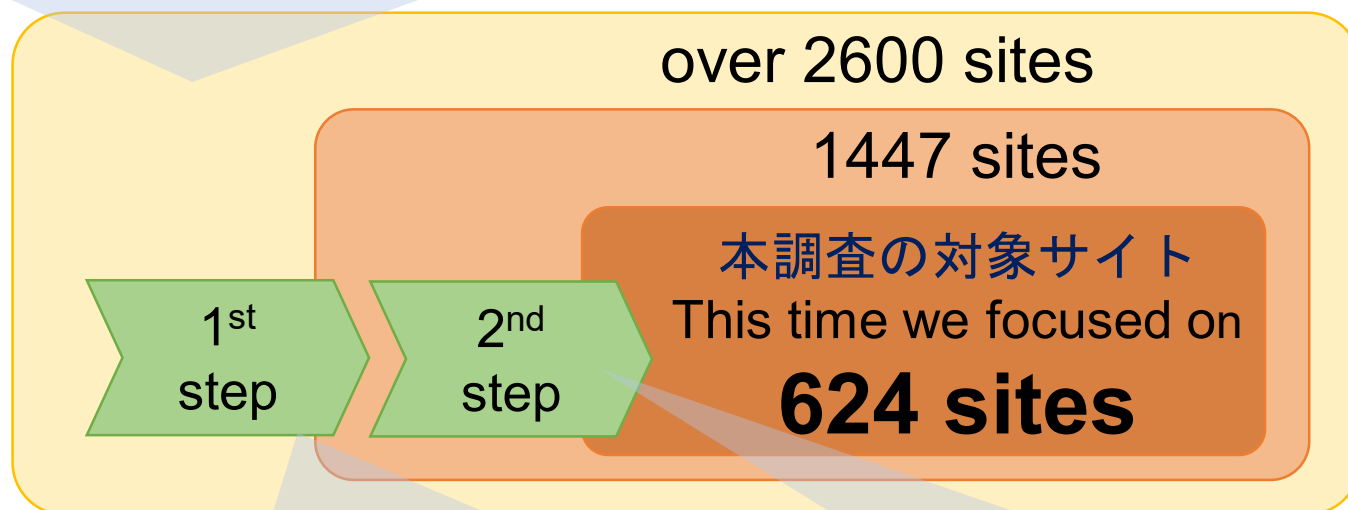 over 2600 sites
1447 sites
本調査の対象サイト
This time we focused on
624 sites
1st
step
2nd
step